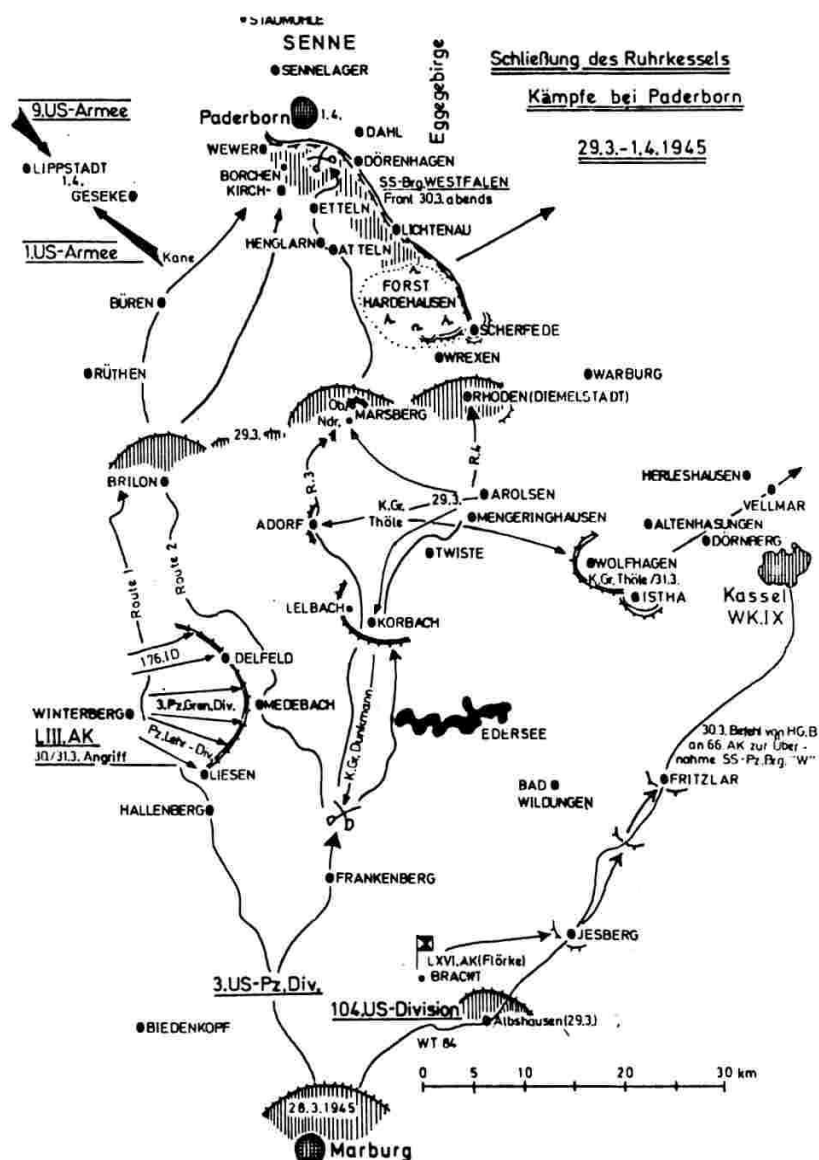 STAUMÜHLE
SENNE
SENNELAGER
Schließung des Ruhrkessels
Kämpfe bei Paderborn
29.3.-1.4.1945
Eggegebirge
9.US-Armee
Paderborn
1.4.
DAHL
WEWER
DÖRENHAGEN
LIPPSTADT
1.4.
BORCHEN
KIRCH-
SS-Brg.WESTFALEN
Front 30.3.abends
GESEKE
ETTELN
LICHTENAU
1.US-Armee
Kane
HENGLARN
ATTELN
FORST
HARDEHAUSEN
BÜREN
SCHERFEDE
WREXEN
RÜTHEN
WARBURG
RHODEN(DIEMELSTADT)
Ob.
Ndr.
MARSBERG
29.3.
BRILON
R.3
R.4
HERLESHAUSEN
VELLMAR
29.3.
AROLSEN
K.Gr.
Thöle
MENGERINGHAUSEN
ADORF
ALTENHASUNGEN
DÖRNBERG
TWISTE
WOLFHAGEN
K.Gr.Thöle/31.3.
ISTHA
Kassel
WK.IX
Route 1
Route 2
LELBACH
KORBACH
176.ID
DELFELD
3.Pz.Gren.Div.
MEDEBACH
WINTERBERG
LIII.AK
30./31.3. Angriff
Pz.Lehr-Div.
LIESEN
EDERSEE
K.Gr.Dunkmann
30.3. Befehl von HG.B
an 66.AK zur Über-
nahme SS-Pz.Brg. "W"
FRITZLAR
HALLENBERG
BAD
WILDUNGEN
FRANKENBERG
JESBERG
LXVI.AK(Flörke)
BRACWT
3.US-Pz.Div.
104.US-Division
Albshausen(29.3.)
BIEDENKOPF
WT 84
0 5 10 20 30 km
28.3.1945
Marburg